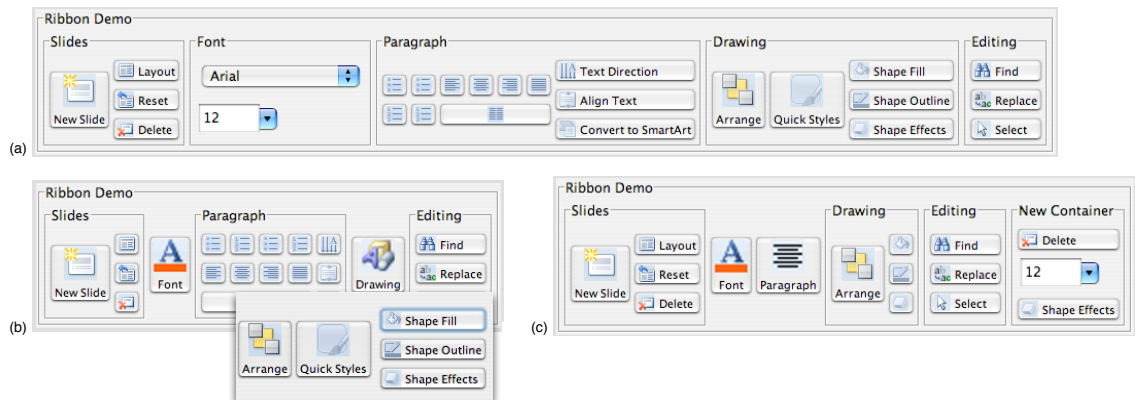 Ribbon Demo
Slides Font Paragraph Drawing Editing
New Slide Layout Reset Delete
Arial
12
Text Direction
Align Text
Convert to SmartArt
Arrange Quick Styles Shape Fill Shape Outline Shape Effects
Find
Replace
Select
(a)
Ribbon Demo
Slides Paragraph Editing
New Slide Font Drawing
Find
Replace
Arrange Quick Styles
Shape Fill
Shape Outline
Shape Effects
(b)
Ribbon Demo
Slides Drawing Editing New Container
New Slide Layout Reset Delete
Font Paragraph Arrange
Find
Replace
Select
Delete
12
Shape Effects
(c)